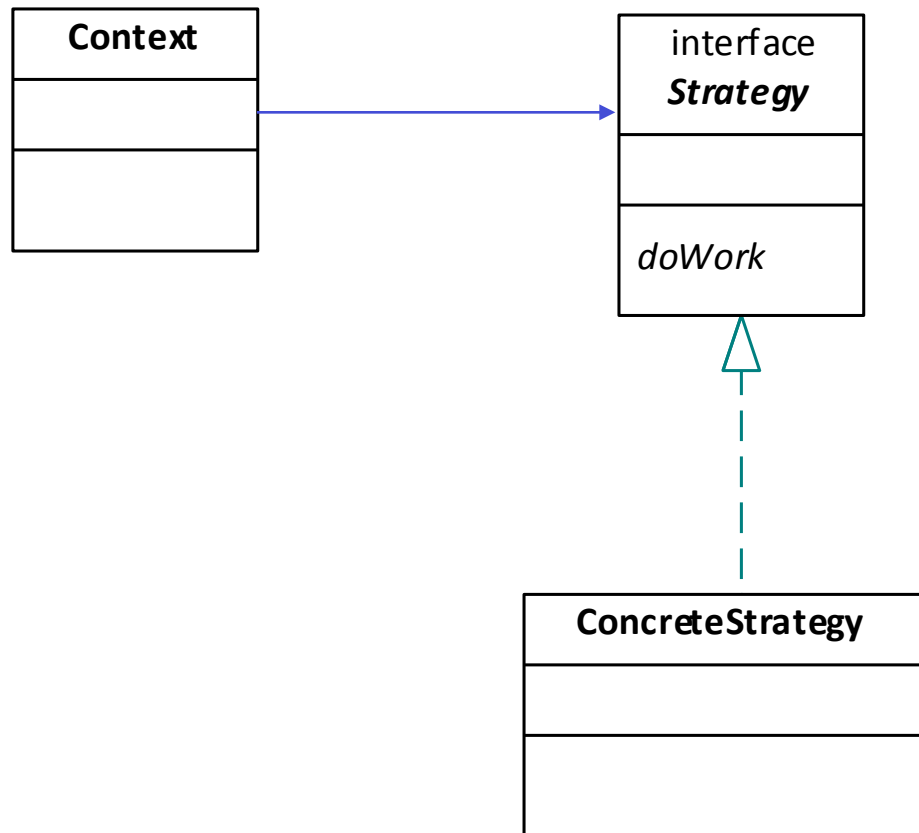 Context
interface
Strategy
doWork
ConcreteStrategy